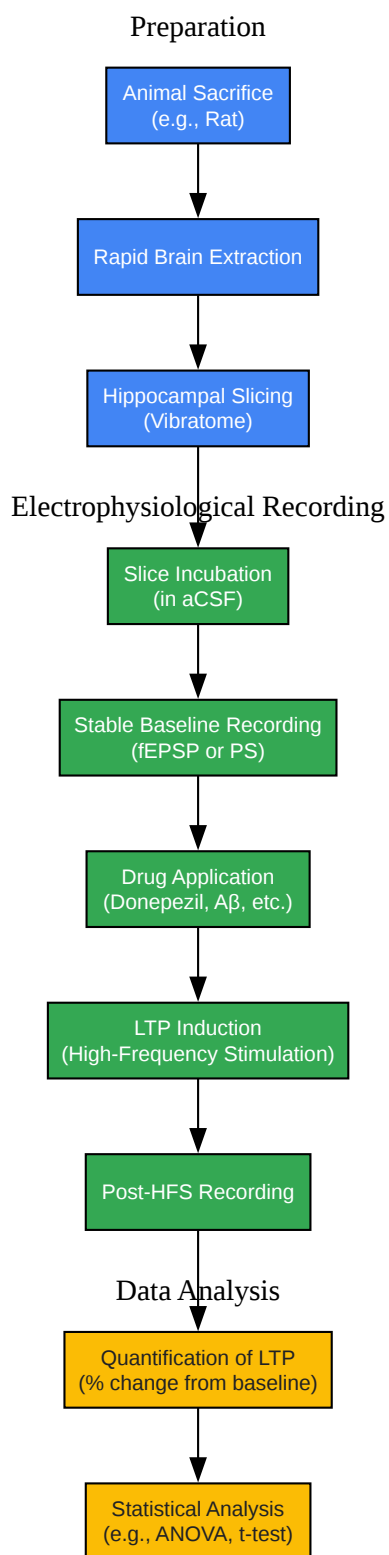 Preparation
Animal Sacrifice
(e.g., Rat)
Rapid Brain Extraction
Hippocampal Slicing
(Vibratome)
Electrophysiological Recording
Slice Incubation
(in aCSF)
Stable Baseline Recording
(fEPSP or PS)
Drug Application
(Donepezil, Aβ, etc.)
LTP Induction
(High-Frequency Stimulation)
Post-HFS Recording
Data Analysis
Quantification of LTP
(% change from baseline)
Statistical Analysis
(e.g., ANOVA, t-test)